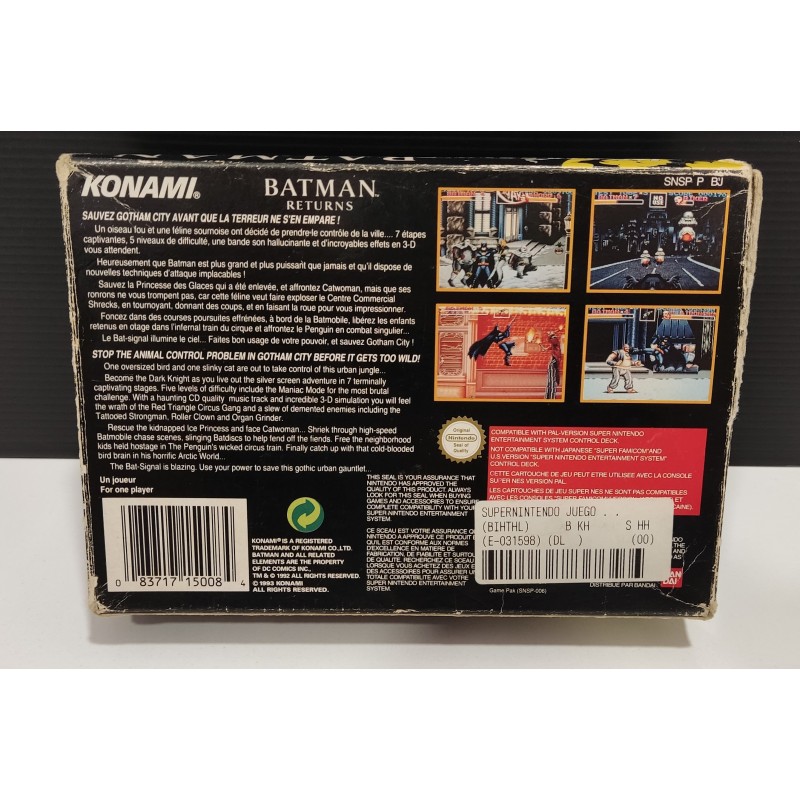 BATMAN
KONAMI®
BATMAN
RETURNS
SNSP P BJ
SAUVEZ GOTHAM CITY AVANT QUE LA TERREUR NE S'EN EMPARE !
Un oiseau fou et une féline sournoise ont décidé de prendre-le contrôle de la ville.... 7 étapes
captivantes, 5 niveaux de difficulté, une bande son hallucinante et d'incroyables effets en 3-D
vous attendent.
Heureusement que Batman est plus grand et plus puissant que jamais et qu'il dispose de
nouvelles techniques d'attaque implacables !
Sauvez la Princesse des Glaces qui a été enlevée, et affrontez Catwoman, mais que ses
ronrons ne vous trompent pas, car cette féline veut faire exploser le Centre Commercial
Shrecks, en tournoyant, donnant des coups, et en faisant la roue pour vous impressionner.
Foncez dans des courses poursuites effrénées, à bord de la Batmobile, libérez les enfants
retenus en otage dans l'infernal train du cirque et affrontez le Penguin en combat singulier...
Le Bat-signal illumine le ciel... Faites bon usage de votre pouvoir, et sauvez Gotham City !
STOP THE ANIMAL CONTROL PROBLEM IN GOTHAM CITY BEFORE IT GETS TOO WILD!
One oversized bird and one slinky cat are out to take control of this urban jungle...
Become the Dark Knight as you live out the silver screen adventure in 7 terminally
captivating stages. Five levels of difficulty include the Maniac Mode for the most brutal
challenge. With a haunting CD quality music track and incredible 3-D simulation you will feel
the wrath of the Red Triangle Circus Gang and a slew of demented enemies including the
Tattooed Strongman, Roller Clown and Organ Grinder.
Rescue the kidnapped Ice Princess and face Catwoman... Shriek through high-speed
Batmobile chase scenes, slinging Batdiscs to help fend off the fiends. Free the neighborhood
kids hostage in The Penguin's wicked circus train. Finally catch up with that cold-blooded
bird brain in his horrific Arctic World...
The Bat-Signal is blazing. Use your power to save this gothic urban gauntlet...
Un joueur
For one player
0 83717 15008 4
KONAMI® IS A REGISTERED
TRADEMARK OF KONAMI CO.,LTD.
BATMAN AND ALL RELATED
ELEMENTS ARE THE PROPERTY
OF DC COMICS INC.,
TM & © 1992 ALL RIGHTS RESERVED.
© 1993 KONAMI
ALL RIGHTS RESERVED.
Original
Nintendo
Seal of
Quality
THIS SEAL IS YOUR ASSURANCE THAT
NINTENDO HAS APPROVED THE
QUALITY OF THIS PRODUCT. ALWAYS
LOOK FOR THIS SEAL WHEN BUYING
GAMES AND ACCESSORIES TO ENSURE
COMPLETE COMPATIBILITY WITH YOUR
SUPER NINTENDO ENTERTAINMENT
SYSTEM.
CE SCEAU EST VOTRE ASSURANCE QUE
NINTENDO A APPROUVE CE PRODUIT
QU'IL EST CONFORME AUX NORMES
D'EXCELLENCE EN MATIERE DE
FABRICATION, DE FIABILITE ET SURTOUT
DE QUALITE. RECHERCHEZ CE SCEAU
LORSQUE VOUS ACHETEZ DES JEUX ET
DES ACCESSOIRES POUR ASSURER UNE
TOTALE COMPATIBILITE AVEC VOTRE
SUPER NINTENDO ENTERTAINMENT
SYSTEM.
COMPATIBLE WITH PAL-VERSION SUPER NINTENDO
ENTERTAINMENT SYSTEM CONTROL DECK.
NOT COMPATIBLE WITH JAPANESE "SUPER FAMICOM"AND
U.S VERSION "SUPER NINTENDO ENTERTAINMENT SYSTEM"
CONTROL DECK.
CETTE CARTOUCHE DE JEU PEUT ETRE UTILISEE AVEC LA CONSOLE
SUPER NES VERSION PAL.
LES CARTOUCHES DE JEU SUPER NES NE SONT PAS COMPATIBLES
SUPERNINTENDO JUEGO . .
(BIHTHL) B KH S HH
(E-031598) (DL ) (00)
Game Pak (SNSP-006)
DISTRIBUE PAR BANDAI